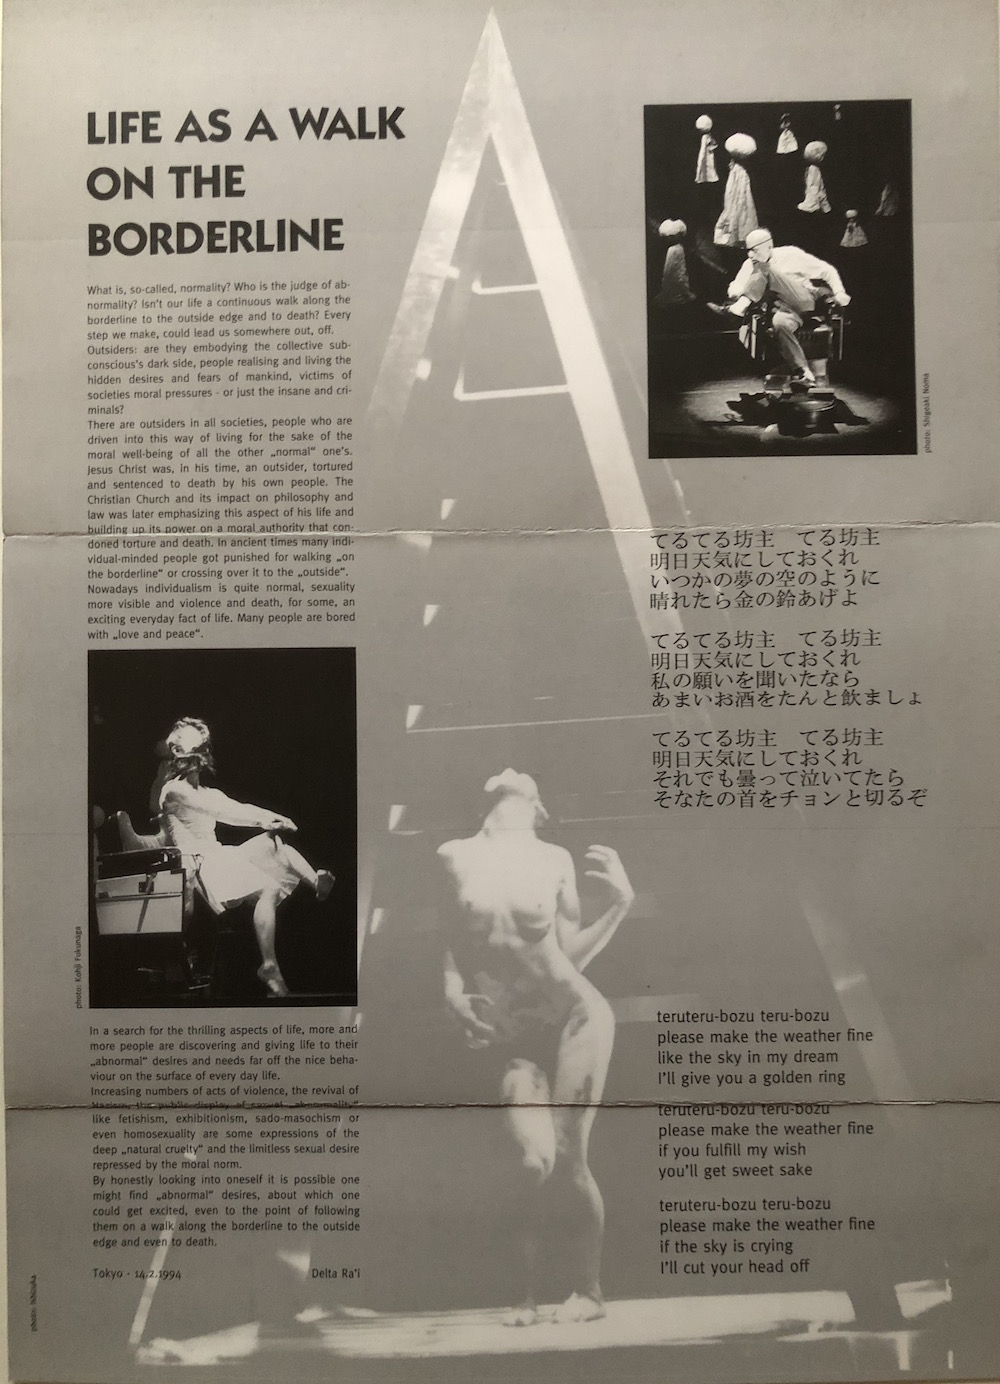 LIFE AS A WALK
ON THE
BORDERLINE
What is, so-called, normality? Who is the judge of ab-
normality? Isn't our life a continuous walk along the
borderline to the outside edge and to death? Every
step we make, could lead us somewhere out, off.
Outsiders: are they embodying the collective sub-
conscious's dark side, people realising and living the
hidden desires and fears of mankind, victims of
societies moral pressures - or just the insane and cri-
minals?
There are outsiders in all societies, people who are
driven into this way of living for the sake of the
moral well-being of all the other „normal“ one's.
Jesus Christ was, in his time, an outsider, tortured
and sentenced to death by his own people. The
Christian Church and its impact on philosophy and
law was later emphasizing this aspect of his life and
building up its power on a moral authority that con-
doned torture and death. In ancient times many indi-
vidual-minded people got punished for walking „on
the borderline“ or crossing over it to the „outside“.
Nowadays individualism is quite normal, sexuality
more visible and violence and death, for some, an
exciting everyday fact of life. Many people are bored
with „love and peace“.
photo: Kohji Fukunaga
In a search for the thrilling aspects of life, more and
more people are discovering and giving life to their
„abnormal“ desires and needs far off the nice beha-
viour on the surface of every day life.
Increasing numbers of acts of violence, the revival of
Nazism, the public display of sexual „abnormality“
like fetishism, exhibitionism, sado-masochism or
even homosexuality are some expressions of the
deep „natural cruelty“ and the limitless sexual desire
repressed by the moral norm.
By honestly looking into oneself it is possible one
might find „abnormal“ desires, about which one
could get excited, even to the point of following
them on a walk along the borderline to the outside
edge and even to death.
Tokyo - 14.2.1994 Delta Ra'i
photo:
photo: Shigeaki Noma
てるてる坊主　てる坊主
明日天気にしておくれ
いつかの夢の空のように
晴れたら金の鈴あげよ
てるてる坊主　てる坊主
明日天気にしておくれ
私の願いを聞いたなら
あまいお酒をたんと飲ましょ
てるてる坊主　てる坊主
明日天気にしておくれ
それでも曇って泣いてたら
そなたの首をチョンと切るぞ
teruteru-bozu teru-bozu
please make the weather fine
like the sky in my dream
I'll give you a golden ring
teruteru-bozu teru-bozu
please make the weather fine
if you fulfill my wish
you'll get sweet sake
teruteru-bozu teru-bozu
please make the weather fine
if the sky is crying
I'll cut your head off